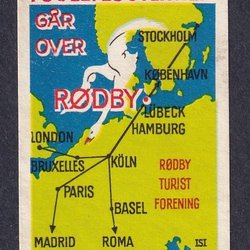 GÅR
OVER
STOCKHOLM
KØBENHAVN
RØDBY.
LÜBECK
HAMBURG
LONDON
BRUXELLES
KÖLN
PARIS
RØDBY
TURIST
FORENING
BASEL
MADRID
ROMA
ISI